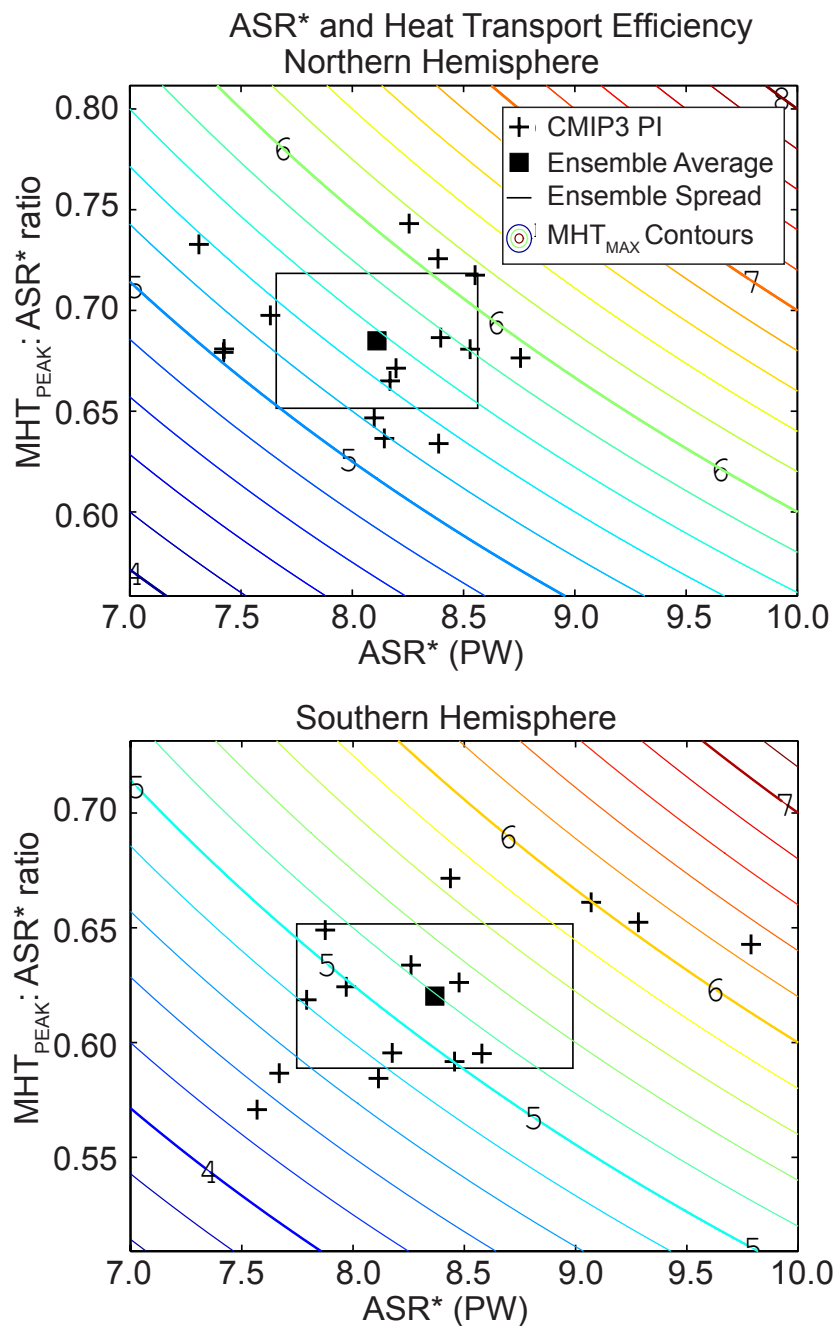 ASR* and Heat Transport Efficiency
Northern Hemisphere
MHT_PEAK: ASR* ratio
0.80
0.75
0.70
0.65
0.60
CMIP3 PI
Ensemble Average
Ensemble Spread
MHT_MAX Contours
8
6
7
5
6
5
6
4
7.0 7.5 8.0 8.5 9.0 9.5 10.0
ASR* (PW)
Southern Hemisphere
MHT_PEAK: ASR* ratio
0.70
0.65
0.60
0.55
5
7
6
5
6
5
4
5
7.0 7.5 8.0 8.5 9.0 9.5 10.0
ASR* (PW)